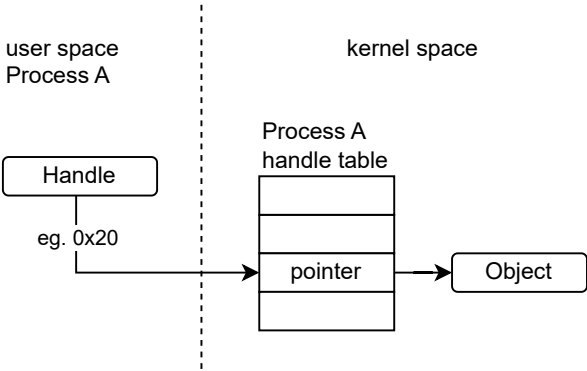 user space
Process A
kernel space
Process A
handle table
Handle
eg. 0x20
pointer
Object